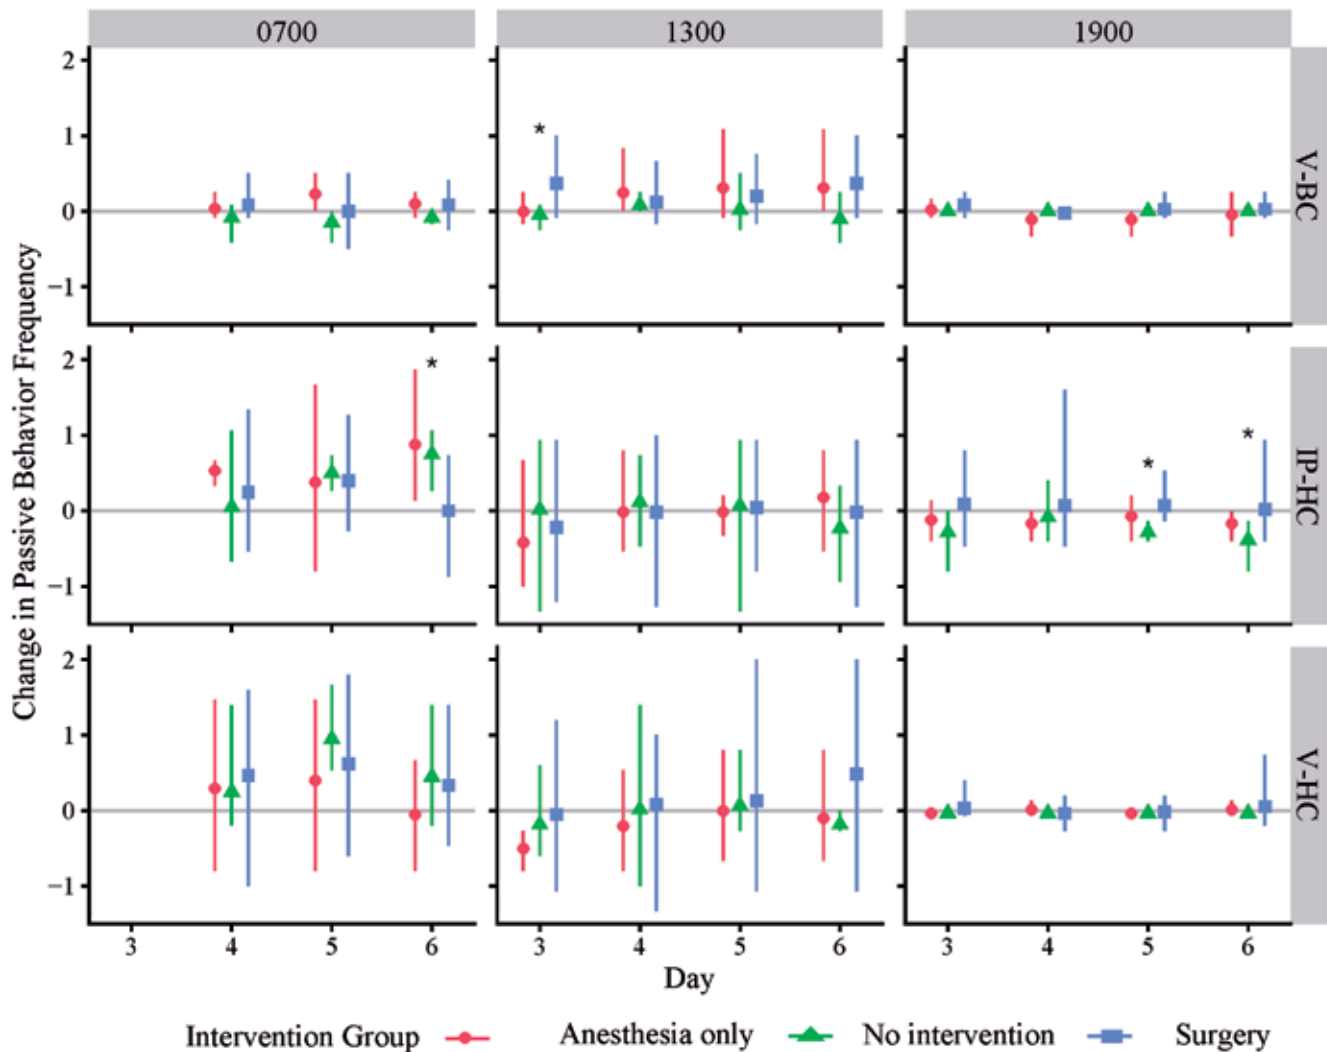 0700 1300 1900
Change in Passive Behavior Frequency
2
1
0
−1
V-BC
*
2
1
0
−1
IP-HC
*
*
*
2
1
0
−1
V-HC
3 4 5 6 3 4 5 6 3 4 5 6
Day
Intervention Group Anesthesia only No intervention Surgery